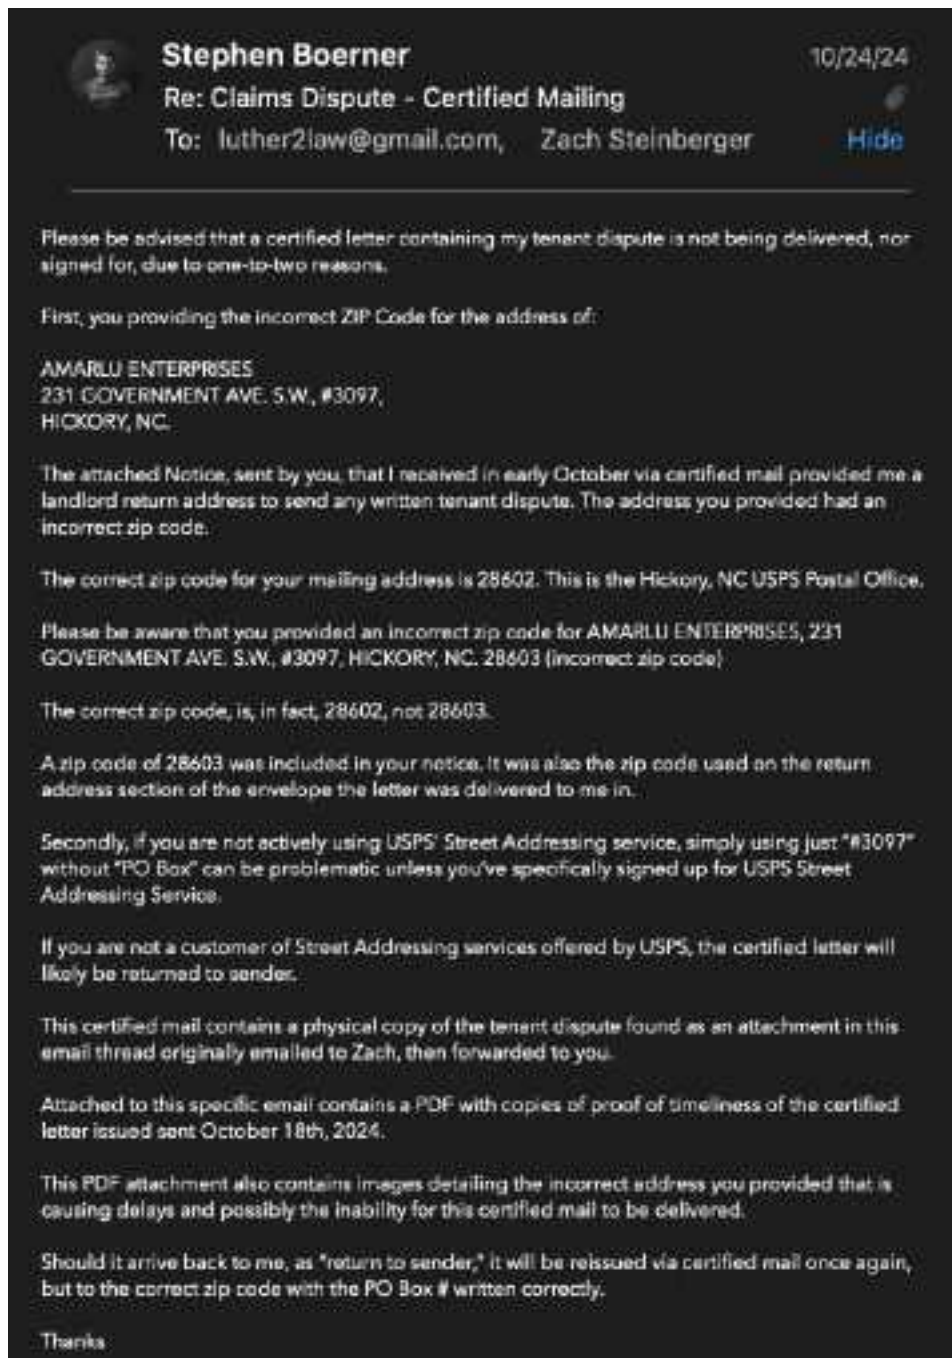 Stephen Boerner
10/24/24
Re: Claims Dispute - Certified Mailing
To: luther2law@gmail.com, Zach Steinberger
Hide
Please be advised that a certified letter containing my tenant dispute is not being delivered, nor
signed for, due to one-to-two reasons.
First, you providing the incorrect ZIP Code for the address of:
AMARLU ENTERPRISES
231 GOVERNMENT AVE. S.W., #3097,
HICKORY, NC.
The attached Notice, sent by you, that I received in early October via certified mail provided me a
landlord return address to send any written tenant dispute. The address you provided had an
incorrect zip code.
The correct zip code for your mailing address is 28602. This is the Hickory, NC USPS Postal Office.
Please be aware that you provided an incorrect zip code for AMARLU ENTERPRISES, 231
GOVERNMENT AVE. S.W., #3097, HICKORY, NC. 28603 (incorrect zip code)
The correct zip code, is, in fact, 28602, not 28603.
A zip code of 28603 was included in your notice. It was also the zip code used on the return
address section of the envelope the letter was delivered to me in.
Secondly, if you are not actively using USPS' Street Addressing service, simply using just "#3097"
without "PO Box" can be problematic unless you've specifically signed up for USPS Street
Addressing Service.
If you are not a customer of Street Addressing services offered by USPS, the certified letter will
likely be returned to sender.
This certified mail contains a physical copy of the tenant dispute found as an attachment in this
email thread originally emailed to Zach, then forwarded to you.
Attached to this specific email contains a PDF with copies of proof of timeliness of the certified
letter issued sent October 18th, 2024.
This PDF attachment also contains images detailing the incorrect address you provided that is
causing delays and possibly the inability for this certified mail to be delivered.
Should it arrive back to me, as "return to sender," it will be reissued via certified mail once again,
but to the correct zip code with the PO Box # written correctly.
Thanks